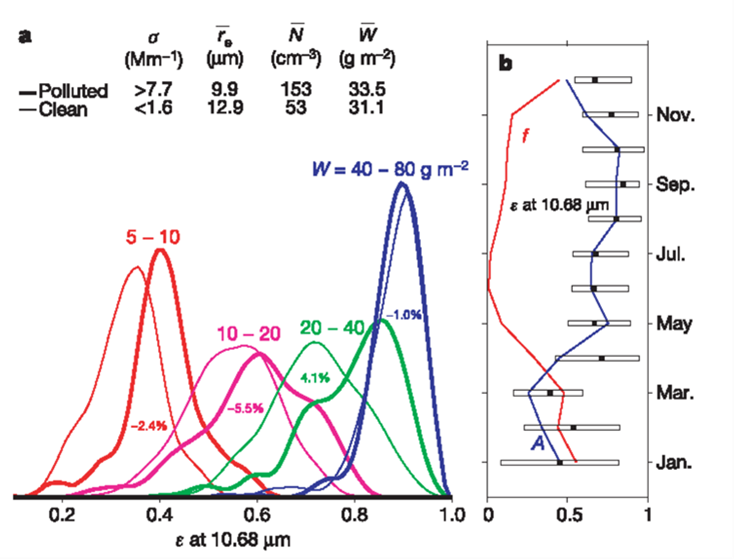 a
σ r̄e N̄ W̄
(Mm–1) (μm) (cm–3) (g m–2)
Polluted >7.7 9.9 153 33.5
Clean <1.6 12.9 53 31.1
W = 40 – 80 g m–2
5 – 10
10 – 20 20 – 40
–1.0%
4.1%
–5.5%
–2.4%
0.2 0.4 0.6 0.8 1.0
ε at 10.68 μm
b
Nov.
f
Sep.
ε at 10.68 μm
Jul.
May
Mar.
A
Jan.
0 0.5 1